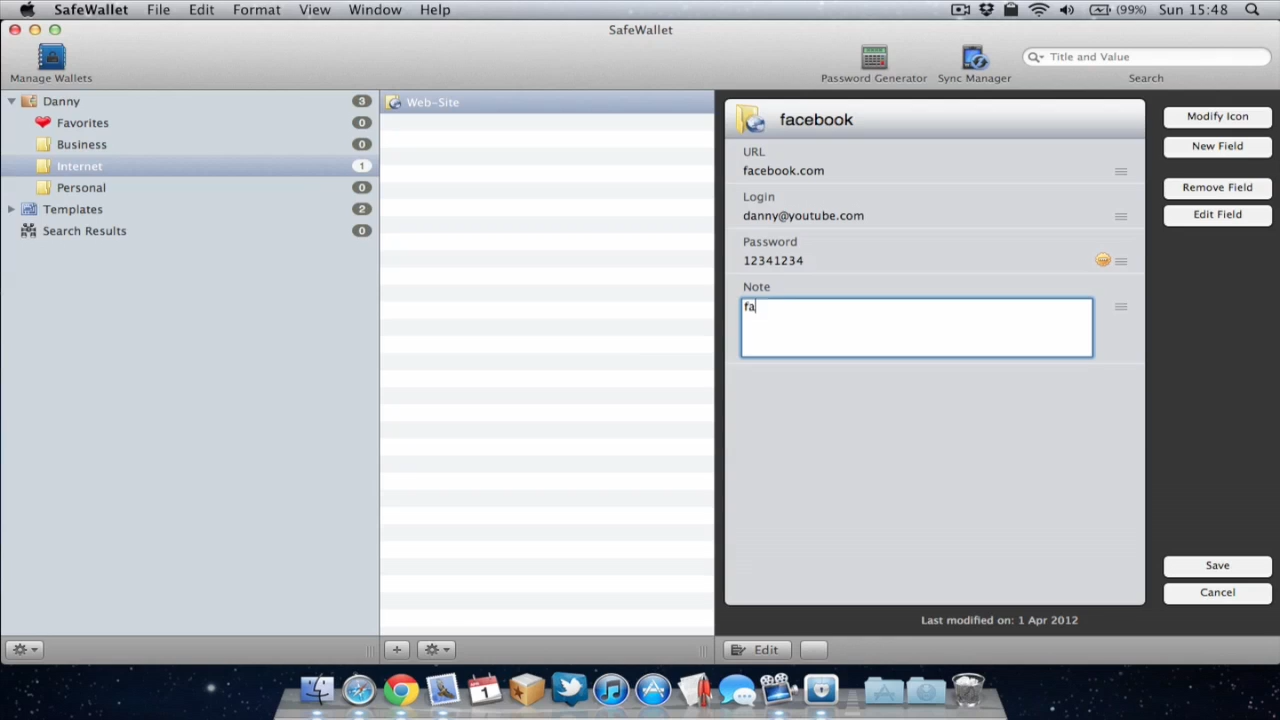 SafeWallet File Edit Format View Window Help (99%) Sun 15:48
SafeWallet
Manage Wallets
Password Generator
Sync Manager
Title and Value
Search
Danny 3
Favorites 0
Business 0
Internet 1
Personal 0
Templates 2
Search Results 0
Web-Site
facebook
URL
facebook.com
Login
danny@youtube.com
Password
12341234
Note
fa
Modify Icon
New Field
Remove Field
Edit Field
Save
Cancel
Last modified on: 1 Apr 2012
+
Edit
1